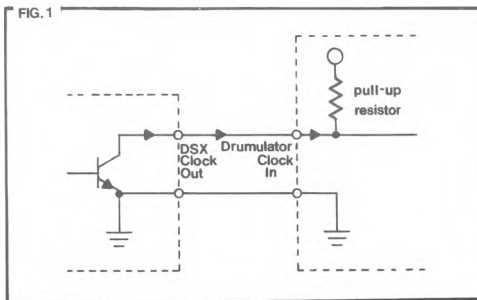 FIG. 1
pull-up
resistor
DSX
Clock
Out
Drumulator
Clock
In